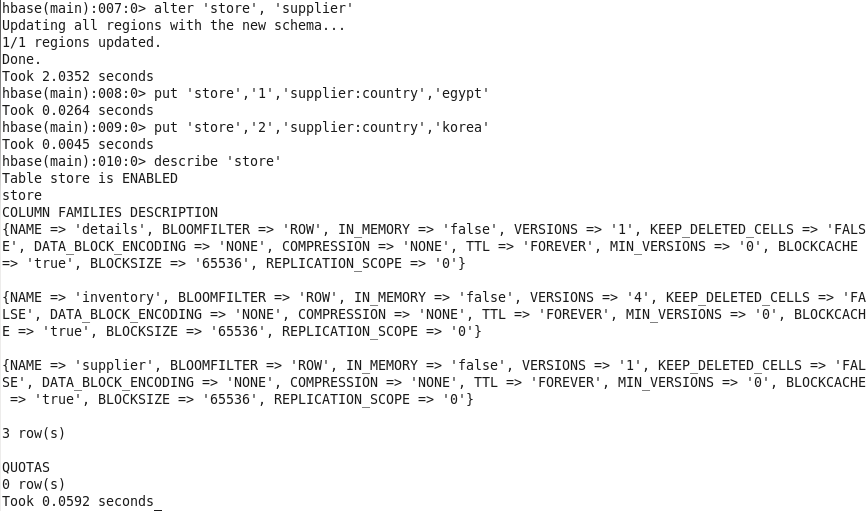 hbase(main):007:0> alter 'store', 'supplier'
Updating all regions with the new schema...
1/1 regions updated.
Done.
Took 2.0352 seconds
hbase(main):008:0> put 'store','1','supplier:country','egypt'
Took 0.0264 seconds
hbase(main):009:0> put 'store','2','supplier:country','korea'
Took 0.0045 seconds
hbase(main):010:0> describe 'store'
Table store is ENABLED
store
COLUMN FAMILIES DESCRIPTION
{NAME => 'details', BLOOMFILTER => 'ROW', IN_MEMORY => 'false', VERSIONS => '1', KEEP_DELETED_CELLS => 'FALS
E', DATA_BLOCK_ENCODING => 'NONE', COMPRESSION => 'NONE', TTL => 'FOREVER', MIN_VERSIONS => '0', BLOCKCACHE
=> 'true', BLOCKSIZE => '65536', REPLICATION_SCOPE => '0'}
{NAME => 'inventory', BLOOMFILTER => 'ROW', IN_MEMORY => 'false', VERSIONS => '4', KEEP_DELETED_CELLS => 'FA
LSE', DATA_BLOCK_ENCODING => 'NONE', COMPRESSION => 'NONE', TTL => 'FOREVER', MIN_VERSIONS => '0', BLOCKCACH
E => 'true', BLOCKSIZE => '65536', REPLICATION_SCOPE => '0'}
{NAME => 'supplier', BLOOMFILTER => 'ROW', IN_MEMORY => 'false', VERSIONS => '1', KEEP_DELETED_CELLS => 'FAL
SE', DATA_BLOCK_ENCODING => 'NONE', COMPRESSION => 'NONE', TTL => 'FOREVER', MIN_VERSIONS => '0', BLOCKCACHE
=> 'true', BLOCKSIZE => '65536', REPLICATION_SCOPE => '0'}
3 row(s)
QUOTAS
0 row(s)
Took 0.0592 seconds_